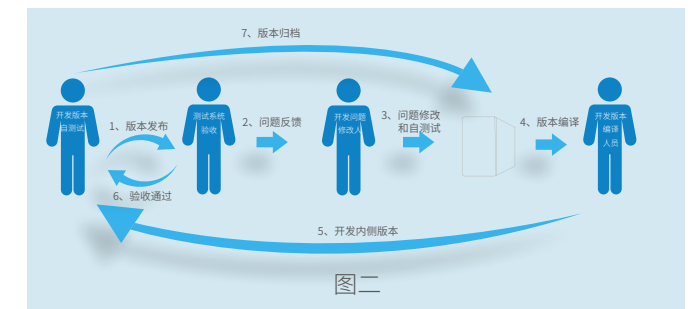 7、版本归档
开发版本
自测试
测试系统
验收
开发问题
修改人
开发版本
编译
人员
1、版本发布
2、问题反馈
3、问题修改
和自测试
4、版本编译
6、验收通过
5、开发内侧版本
图二